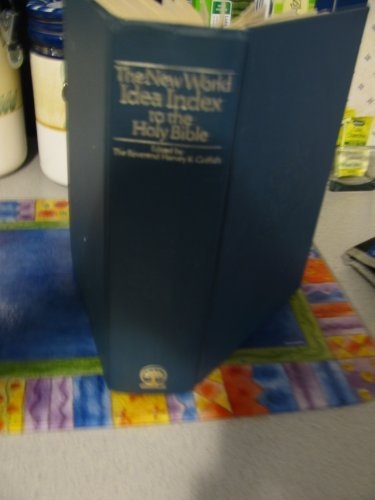 The New World
Idea Index
to the
Holy Bible
Edited by
The Reverend Harvey K. Griffith